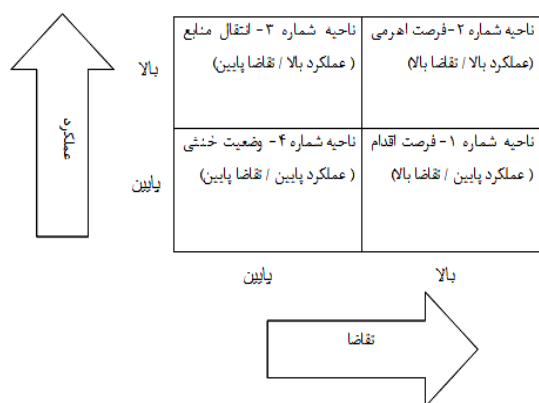 ناحیه شماره ۲-فرصت اهرمی
(عملکرد بالا / تقاضا بالا)
ناحیه شماره ۳- انتقال منابع
( عملکرد بالا / تقاضا پایین)
بالا
عملکرد
ناحیه شماره ۱- فرصت اقدام
( عملکرد پایین / تقاضا بالا)
ناحیه شماره ۴- وضعیت خنثی
( عملکرد پایین / تقاضا پایین)
پایین
بالا
پایین
تقاضا